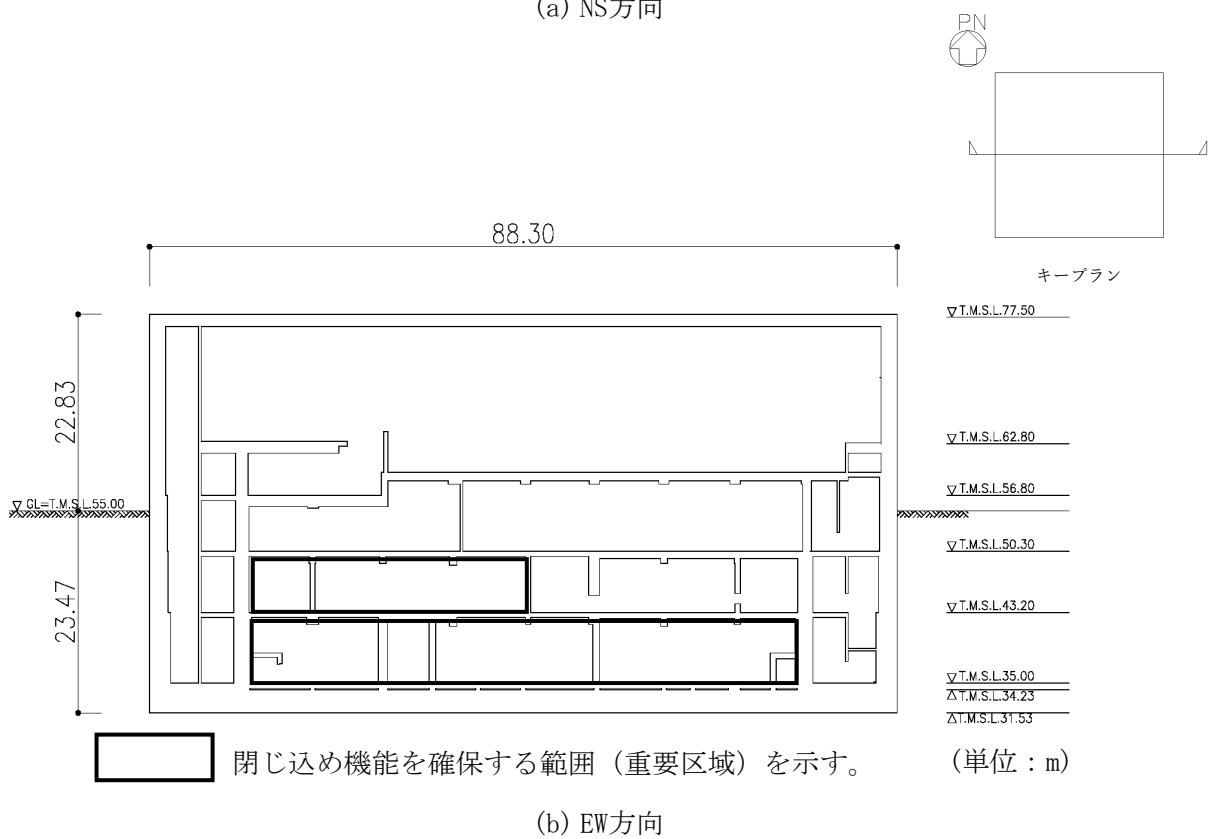 (a) NS方向
PN
キープラン
88.30
22.83
23.47
▽ GL=T.M.S.L.55.00
▽ T.M.S.L.77.50
▽ T.M.S.L.62.80
▽ T.M.S.L.56.80
▽ T.M.S.L.50.30
▽ T.M.S.L.43.20
▽ T.M.S.L.35.00
△ T.M.S.L.34.23
△T.M.S.L.31.53
閉じ込め機能を確保する範囲（重要区域）を示す。
(単位：m)
(b) EW方向